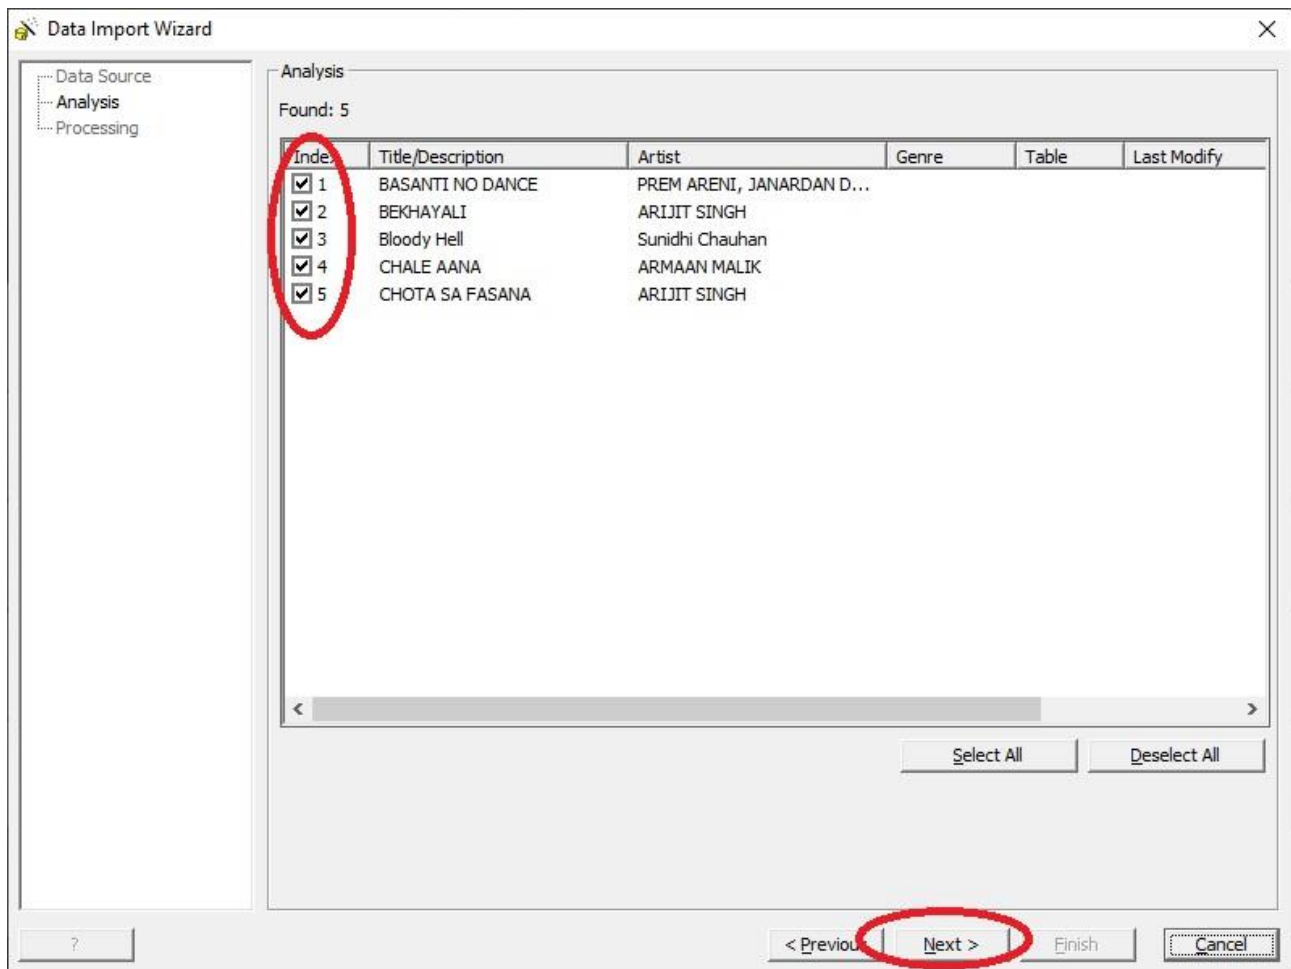 Data Import Wizard
Data Source
Analysis
Processing
Analysis
Found: 5
Index Title/Description Artist Genre Table Last Modify
1 BASANTI NO DANCE PREM ARENI, JANARDAN D...
2 BEKHAYALI ARIJIT SINGH
3 Bloody Hell Sunidhi Chauhan
4 CHALE AANA ARMAAN MALIK
5 CHOTA SA FASANA ARIJIT SINGH
Select All Deselect All
? < Previous Next > Finish Cancel